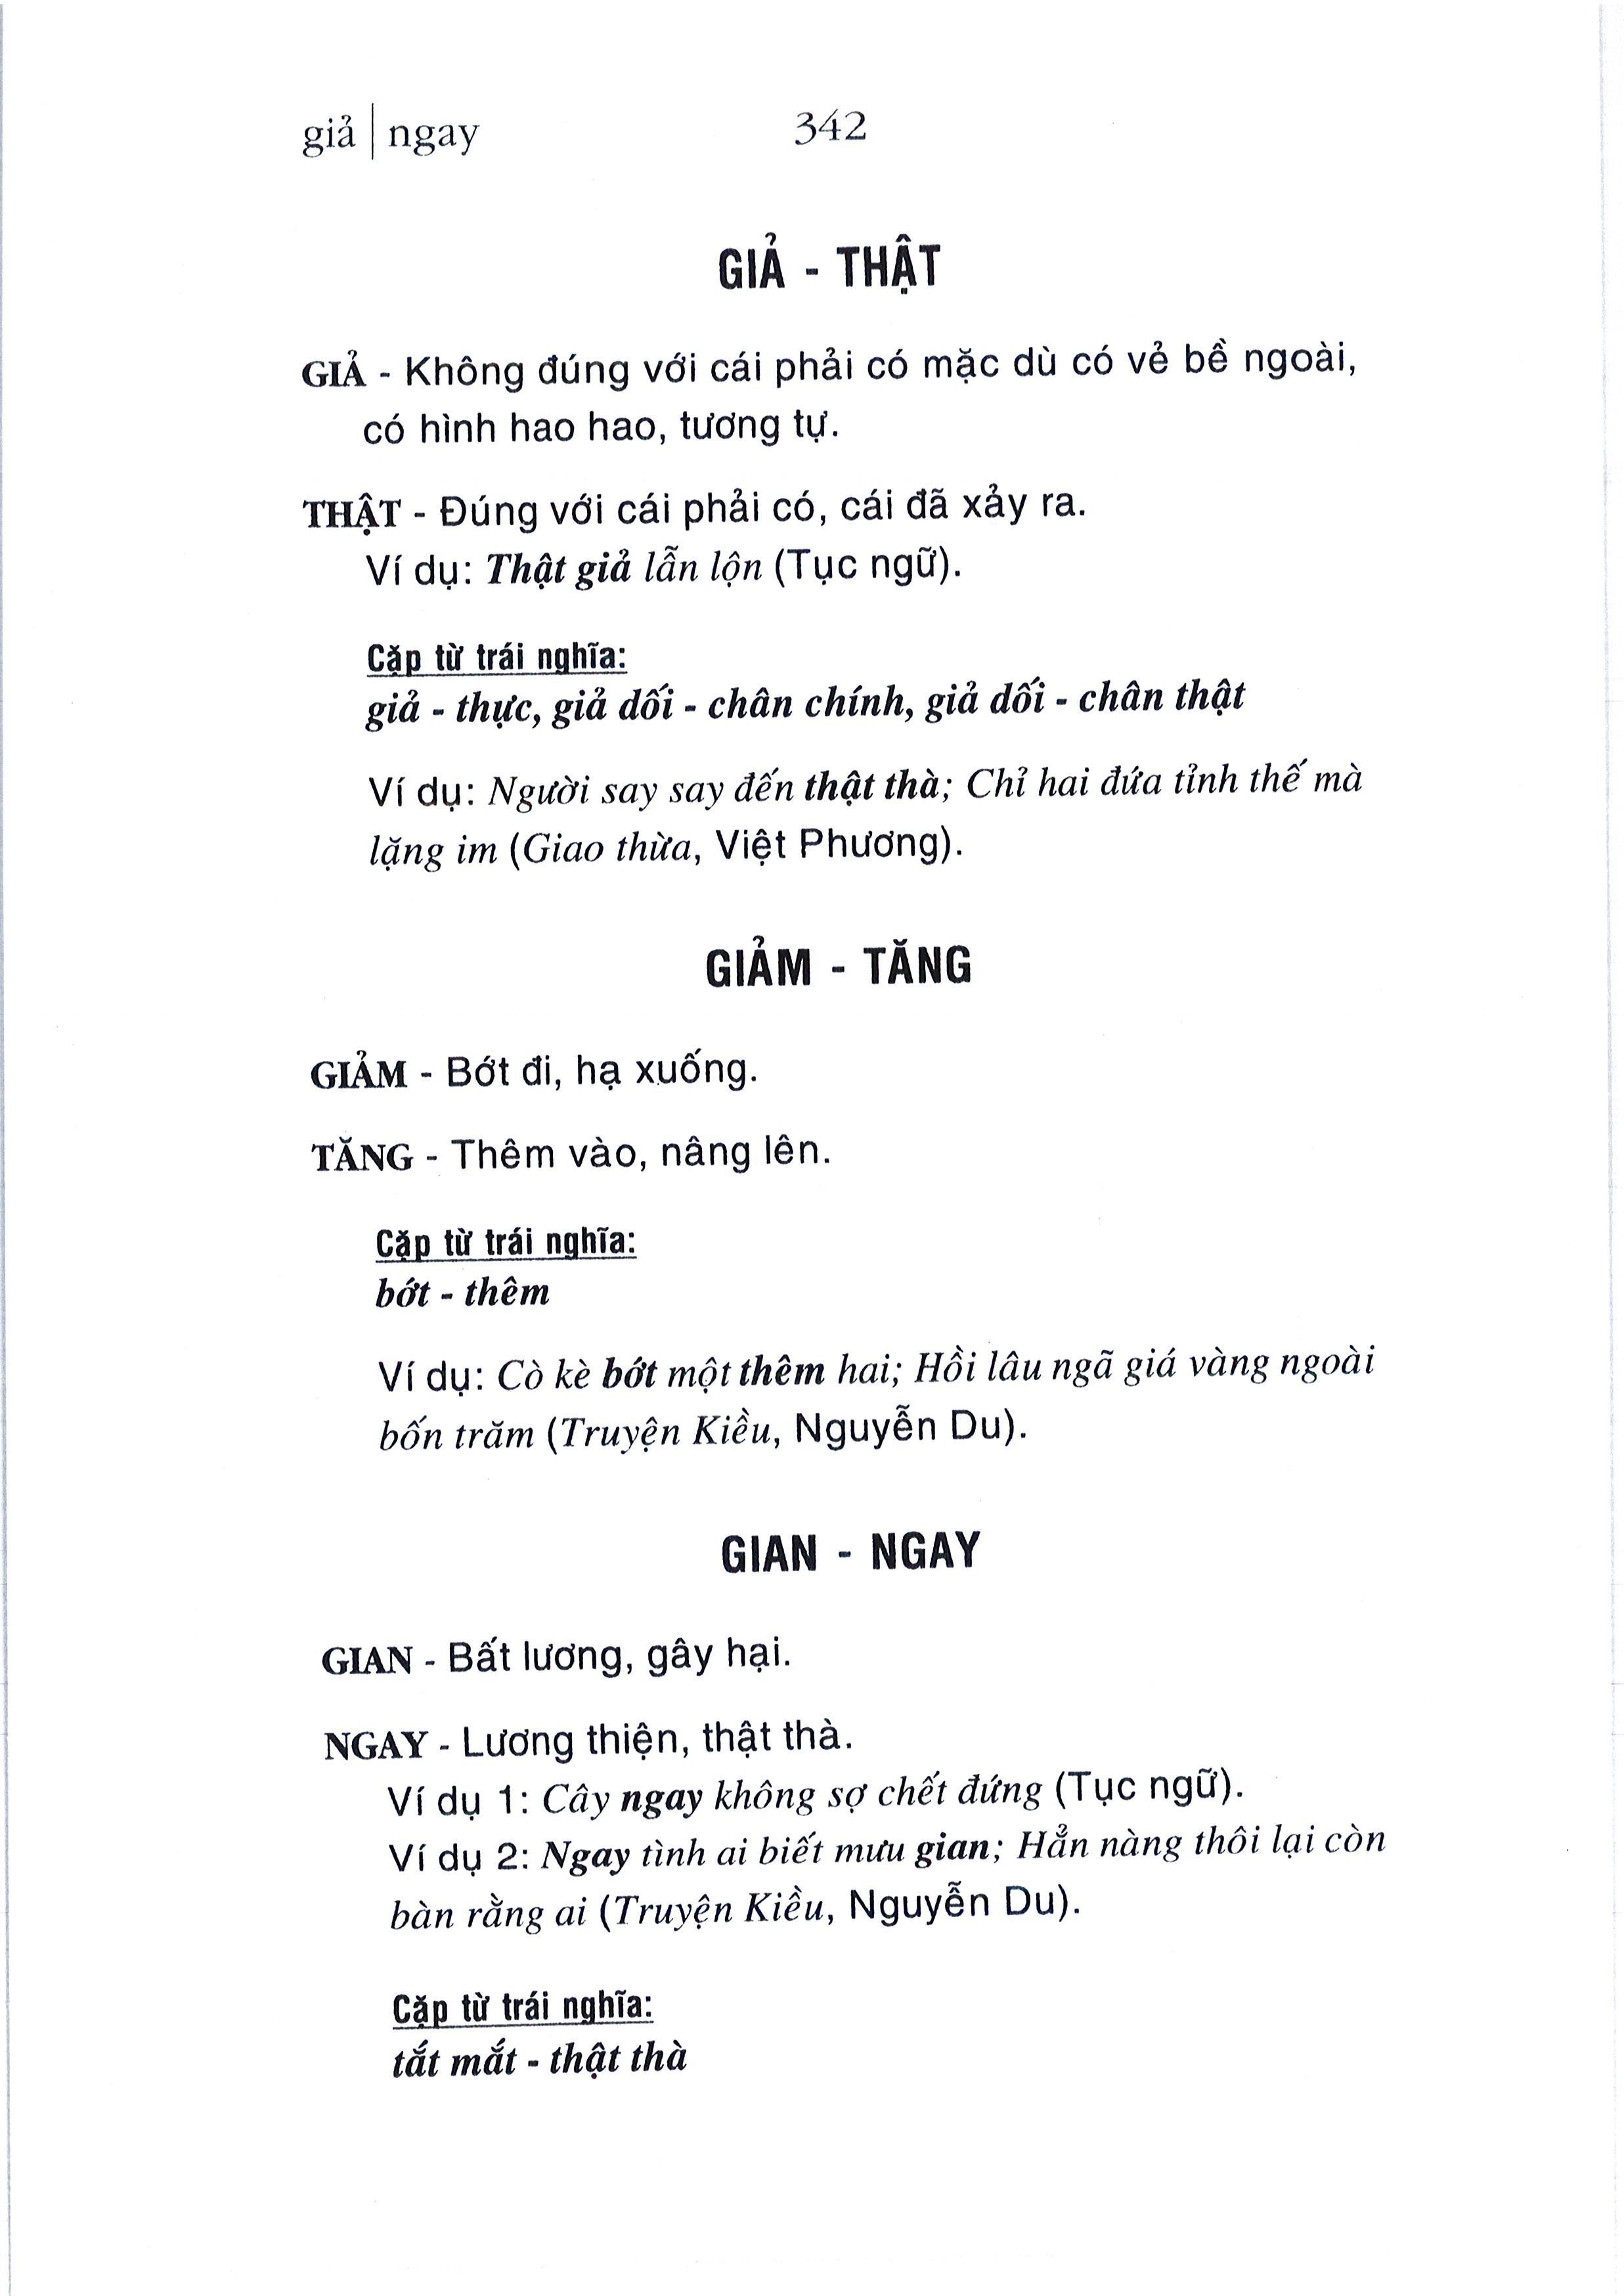 giả | ngay
342
GIẢ - THẬT
GIẢ - Không đúng với cái phải có mặc dù có vẻ bề ngoài,
có hình hao hao, tương tự.
THẬT - Đúng với cái phải có, cái đã xảy ra.
Ví dụ: Thật giả lẫn lộn (Tục ngữ).
Cặp từ trái nghĩa:
giả - thực, giả dối - chân chính, giả dối - chân thật
Ví dụ: Người say say đến thật thà; Chỉ hai đứa tỉnh thế mà
lặng im (Giao thừa, Việt Phương).
GIẢM - TĂNG
GIẢM - Bớt đi, hạ xuống.
TĂNG - Thêm vào, nâng lên.
Cặp từ trái nghĩa:
bớt - thêm
Ví dụ: Cò kè bớt một thêm hai; Hồi lâu ngã giá vàng ngoài
bốn trăm (Truyện Kiều, Nguyễn Du).
GIAN - NGAY
GIAN - Bất lương, gây hại.
NGAY - Lương thiện, thật thà.
Ví dụ 1: Cây ngay không sợ chết đứng (Tục ngữ).
Ví dụ 2: Ngay tình ai biết mưu gian; Hẳn nàng thôi lại còn
bàn rằng ai (Truyện Kiều, Nguyễn Du).
Cặp từ trái nghĩa:
tắt mắt - thật thà